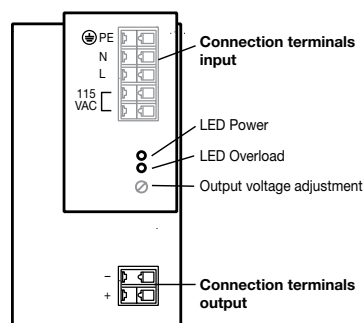 PE
N
L
115
VAC
Connection terminals
input
LED Power
LED Overload
Output voltage adjustment
–
+
Connection terminals
output